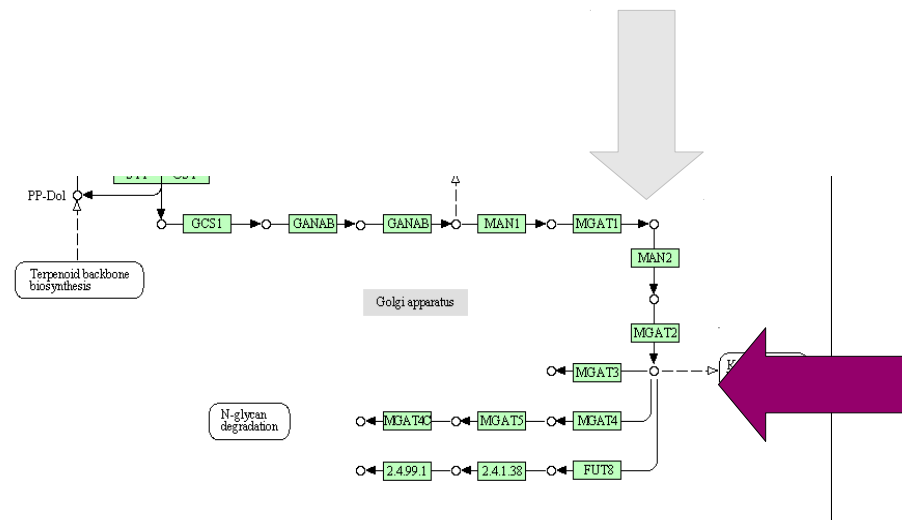 PP-Dol
GCS1
GANAB
GANAB
MAN1
MGAT1
MAN2
Terpenoid backbone
biosynthesis
Golgi apparatus
MGAT2
MGAT3
N-glycan
degradation
MGAT4C
MGAT5
MGAT4
2.4.99.1
2.4.1.38
FUT8